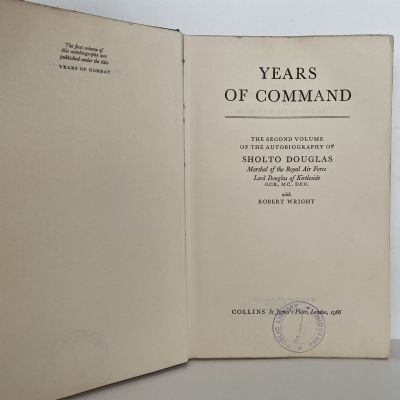 The first volume of
this autobiography was
published under the title
YEARS OF COMBAT
YEARS
OF COMMAND
THE SECOND VOLUME
OF THE AUTOBIOGRAPHY OF
SHOLTO DOUGLAS
Marshal of the Royal Air Force
Lord Douglas of Kirtleside
G.C.B., M.C., D.F.C.
with
ROBERT WRIGHT
COLLINS St James's Place, London, 1966
PUBLIC LIBRARY